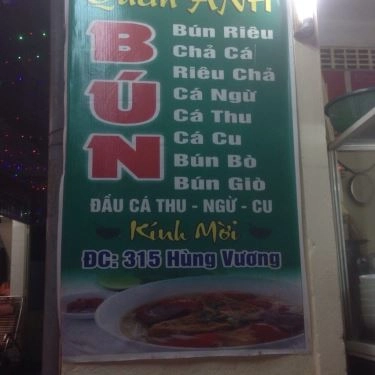 Quán ANH
BÚN
Bún Riêu
Chả Cá
Riêu Chả
Cá Ngừ
Cá Thu
Cá Cu
Bún Bò
Bún Giò
ĐẦU CÁ THU - NGỪ - CU
Kính Mời
ĐC: 315 Hùng Vương